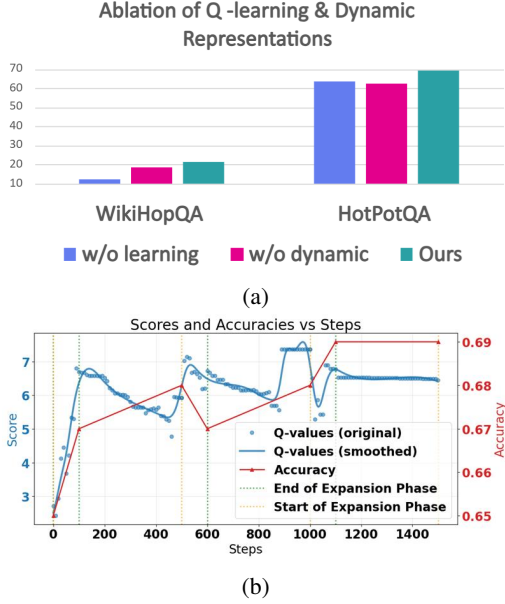 Ablation of Q -learning & Dynamic
Representations
70
60
50
40
30
20
10
WikiHopQA
HotPotQA
w/o learning
w/o dynamic
Ours
(a)
Scores and Accuracies vs Steps
7
6
5
4
3
Score
0.69
0.68
0.67
0.66
0.65
Accuracy
Q-values (original)
Q-values (smoothed)
Accuracy
End of Expansion Phase
Start of Expansion Phase
0
200
400
600
800
1000
1200
1400
Steps
(b)